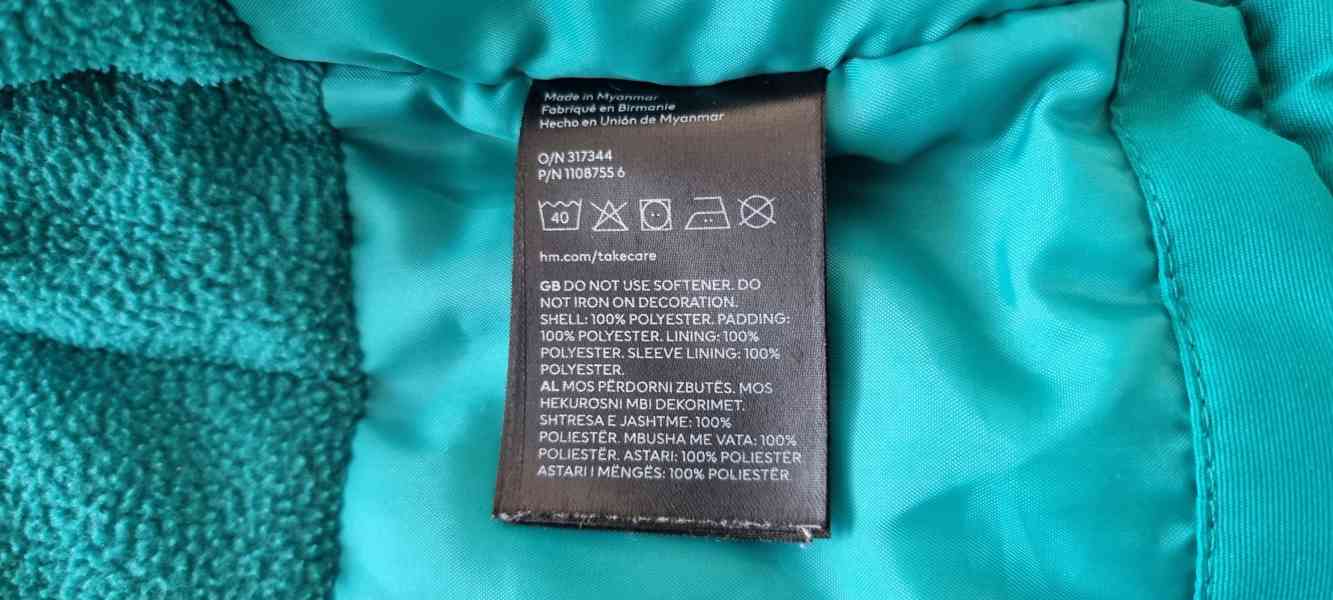 Made in Myanmar
Fabriqué en Birmanie
Hecho en Unión de Myanmar
O/N 317344
P/N 1108755 6
40
hm.com/takecare
GB DO NOT USE SOFTENER. DO
NOT IRON ON DECORATION.
SHELL: 100% POLYESTER. PADDING:
100% POLYESTER. LINING: 100%
POLYESTER. SLEEVE LINING: 100%
POLYESTER.
AL MOS PËRDORNI ZBUTËS. MOS
HEKUROSNI MBI DEKORIMET.
SHTRESA E JASHTME: 100%
POLIESTËR. MBUSHA ME VATA: 100%
POLIESTËR. ASTARI: 100% POLIESTËR.
ASTARI I MËNGËS: 100% POLIESTËR.